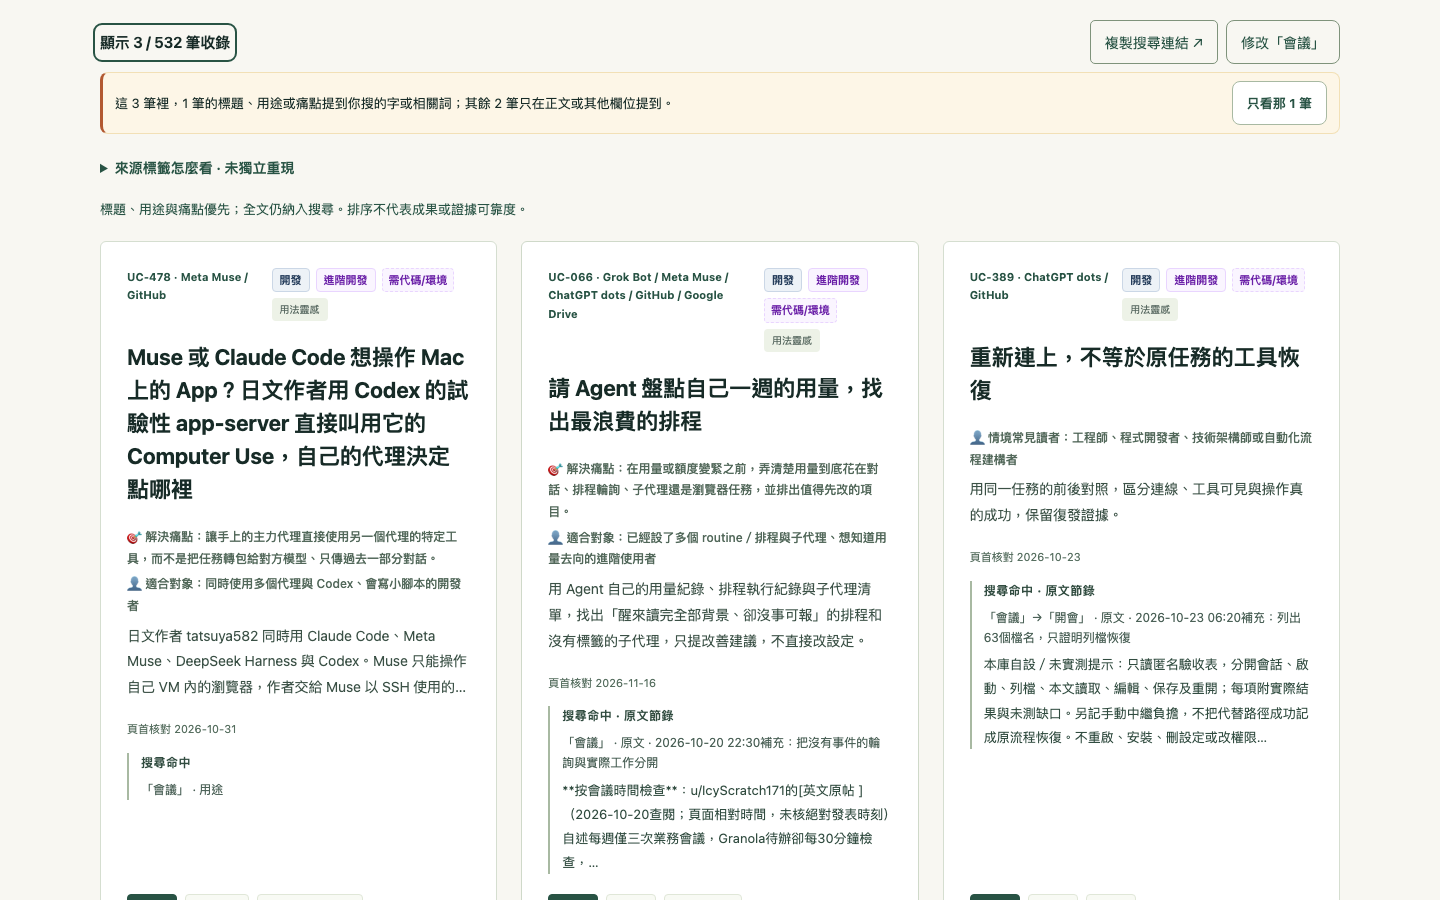 顯示 3 / 532 筆收錄
複製搜尋連結 ↗
修改「會議」
這 3 筆裡，1 筆的標題、用途或痛點提到你搜的字或相關詞；其餘 2 筆只在正文或其他欄位提到。
只看那 1 筆
▶ 來源標籤怎麼看 · 未獨立重現
標題、用途與痛點優先；全文仍納入搜尋。排序不代表成果或證據可靠度。
UC-478 · Meta Muse /
GitHub
開發
進階開發
需代碼/環境
用法靈感
Muse 或 Claude Code 想操作 Mac
上的 App？日文作者用 Codex 的試
驗性 app-server 直接叫用它的
Computer Use，自己的代理決定
點哪裡
🎯 解決痛點：讓手上的主力代理直接使用另一個代理的特定工
具，而不是把任務轉包給對方模型、只傳過去一部分對話。
👤 適合對象：同時使用多個代理與 Codex、會寫小腳本的開發
者
日文作者 tatsuya582 同時用 Claude Code、Meta
Muse、DeepSeek Harness 與 Codex。Muse 只能操作
自己 VM 內的瀏覽器，作者交給 Muse 以 SSH 使用的…
頁首核對 2026-10-31
搜尋命中
「會議」 · 用途
UC-066 · Grok Bot / Meta Muse /
ChatGPT dots / GitHub / Google
Drive
開發
進階開發
需代碼/環境
用法靈感
請 Agent 盤點自己一週的用量，找
出最浪費的排程
🎯 解決痛點：在用量或額度變緊之前，弄清楚用量到底花在對
話、排程輪詢、子代理還是瀏覽器任務，並排出值得先改的項
目。
👤 適合對象：已經設了多個 routine / 排程與子代理、想知道用
量去向的進階使用者
用 Agent 自己的用量紀錄、排程執行紀錄與子代理清
單，找出「醒來讀完全部背景、卻沒事可報」的排程和
沒有標籤的子代理，只提改善建議，不直接改設定。
頁首核對 2026-11-16
搜尋命中 · 原文節錄
「會議」 · 原文 · 2026-10-20 22:30補充：把沒有事件的輪
詢與實際工作分開
**按會議時間檢查**：u/IcyScratch171的[英文原帖 ]
（2026-10-20查閱；頁面相對時間，未核絕對發表時刻）
自述每週僅三次業務會議，Granola待辦卻每30分鐘檢
查，…
UC-389 · ChatGPT dots /
GitHub
開發
進階開發
需代碼/環境
用法靈感
重新連上，不等於原任務的工具恢
復
👤 情境常見讀者：工程師、程式開發者、技術架構師或自動化流
程建構者
用同一任務的前後對照，區分連線、工具可見與操作真
的成功，保留復發證據。
頁首核對 2026-10-23
搜尋命中 · 原文節錄
「會議」→「開會」 · 原文 · 2026-10-23 06:20補充：列出
63個檔名，只證明列檔恢復
本庫自設 / 未實測提示：只讀匿名驗收表，分開會話、啟
動、列檔、本文讀取、編輯、保存及重開；每項附實際結
果與未測缺口。另記手動中繼負擔，不把代替路徑成功記
成原流程恢復。不重啟、安裝、刪設定或改權限…